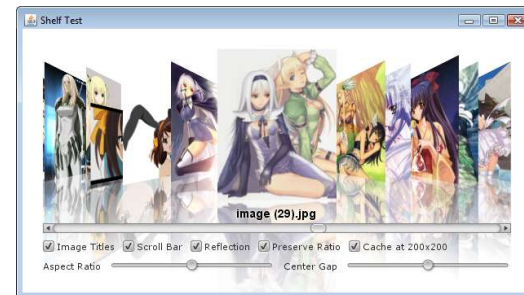 Shelf Test
image (29).jpg
Image Titles Scroll Bar Reflection Preserve Ratio Cache at 200x200
Aspect Ratio Center Gap